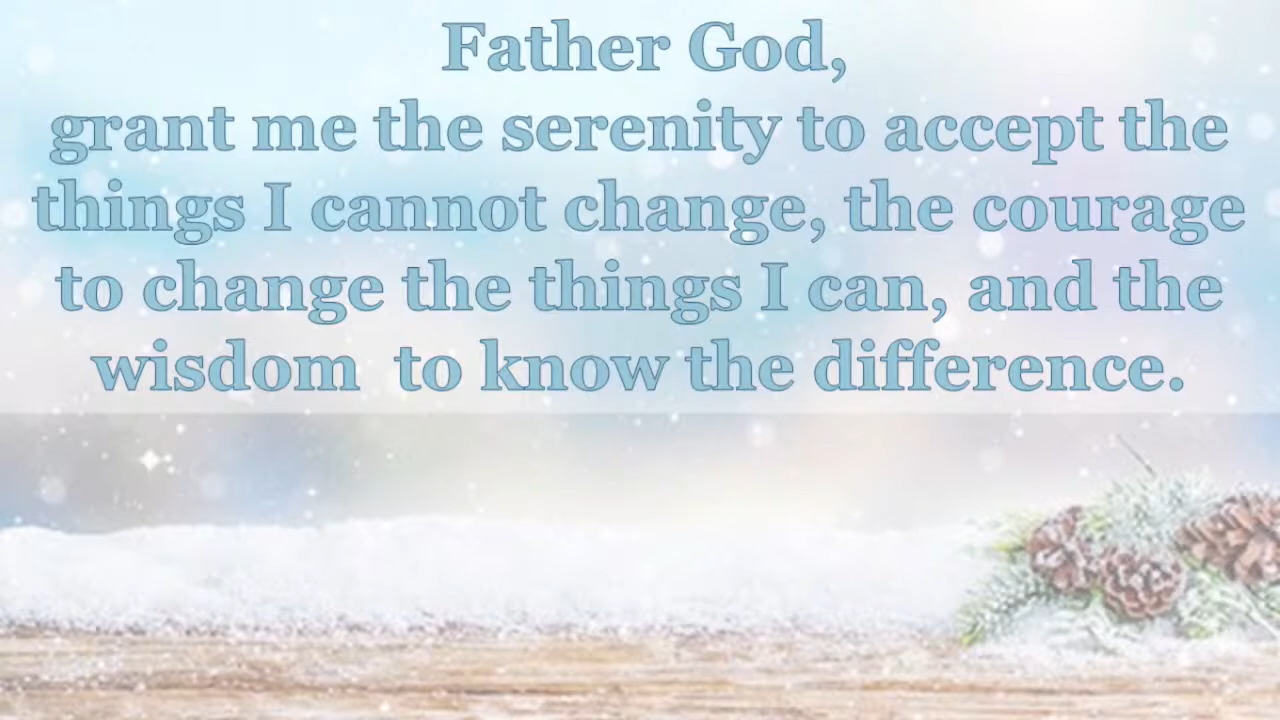 Father God,
grant me the serenity to accept the
things I cannot change, the courage
to change the things I can, and the
wisdom  to know the difference.